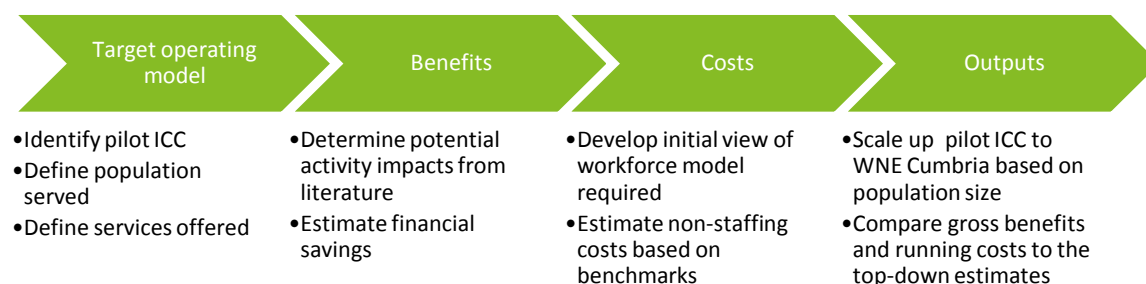 Target operating
model
Benefits
Costs
Outputs
•Identify pilot ICC
•Define population
served
•Define services offered
•Determine potential
activity impacts from
literature
•Estimate financial
savings
•Develop initial view of
workforce model
required
•Estimate non-staffing
costs based on
benchmarks
•Scale up pilot ICC to
WNE Cumbria based on
population size
•Compare gross benefits
and running costs to the
top-down estimates